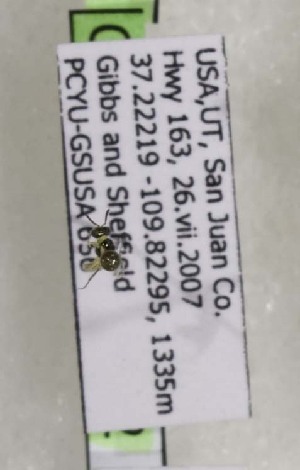 USA,UT, San Juan Co.
Hwy 163, 26.vii.2007
37.22219 -109.82295, 1335m
Gibbs and Sheffield
PCYU-GSUSA